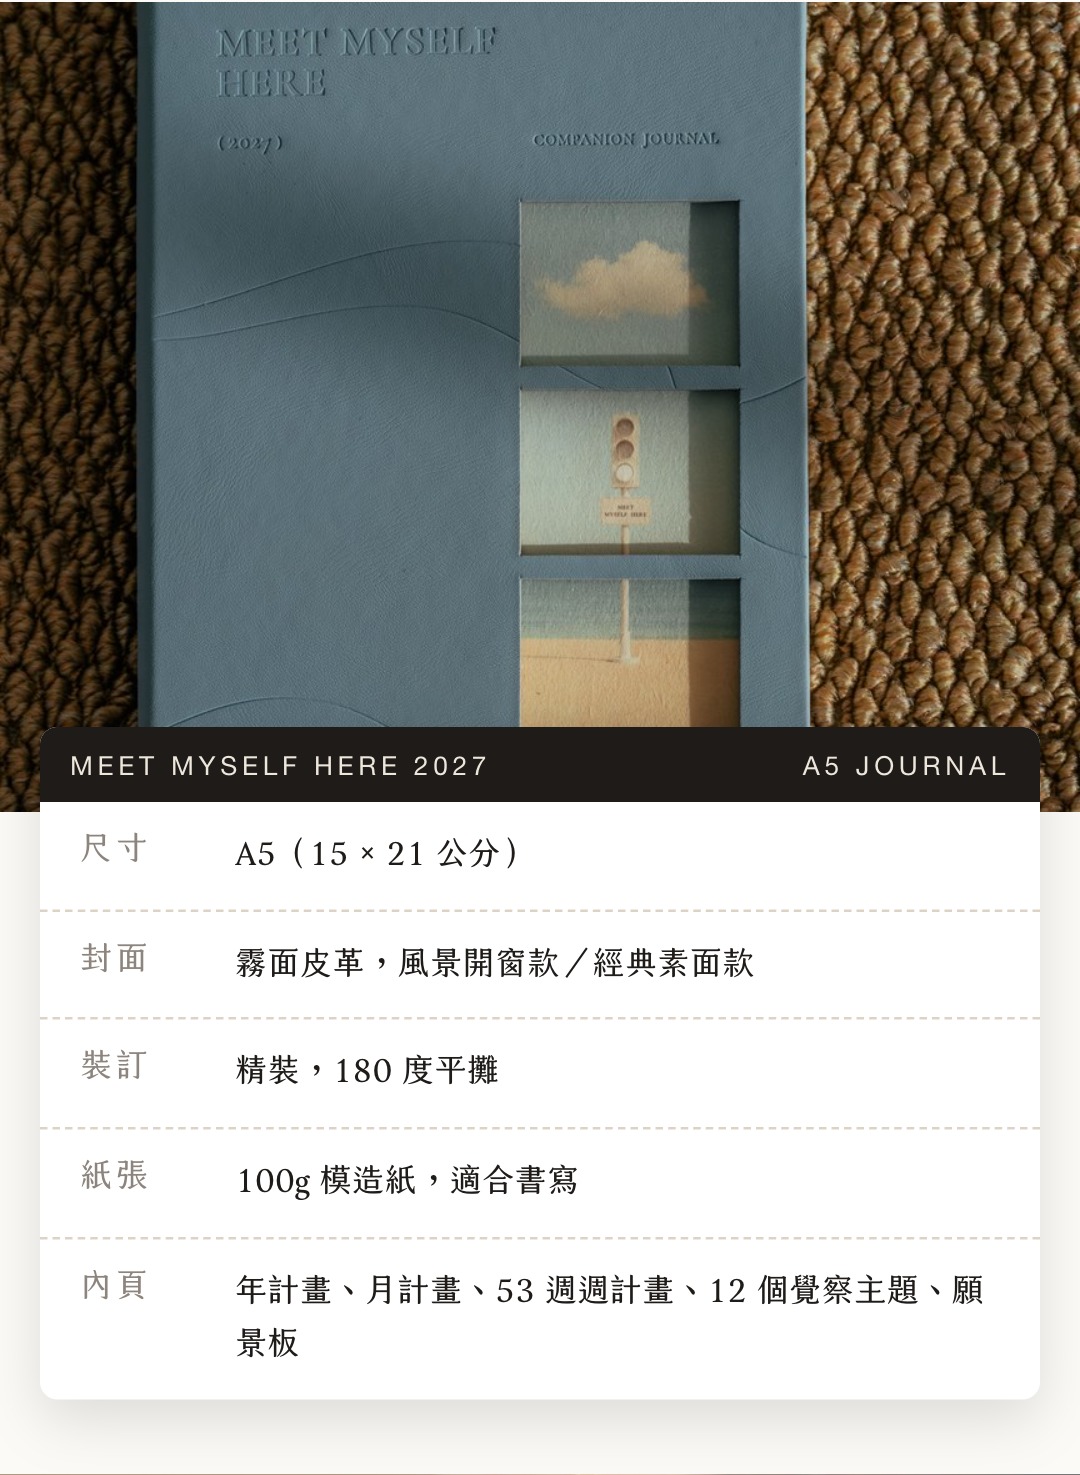 MEET MYSELF
HERE
(2027)
COMPANION JOURNAL
MEET
MYSELF HERE
MEET MYSELF HERE 2027
A5 JOURNAL
尺寸
A5（15 × 21 公分）
封面
霧面皮革，風景開窗款／經典素面款
裝訂
精裝，180 度平攤
紙張
100g 模造紙，適合書寫
內頁
年計畫、月計畫、53 週週計畫、12 個覺察主題、願
景板